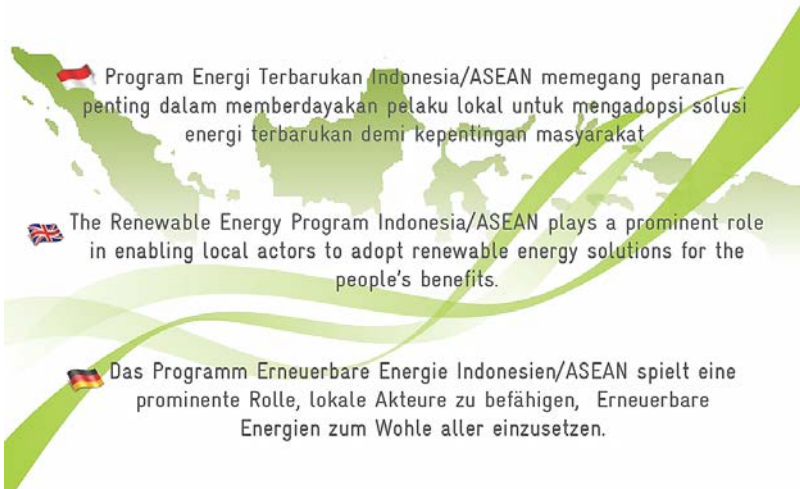 Program Energi Terbarukan Indonesia/ASEAN memegang peranan
penting dalam memberdayakan pelaku lokal untuk mengadopsi solusi
energi terbarukan demi kepentingan masyarakat
The Renewable Energy Program Indonesia/ASEAN plays a prominent role
in enabling local actors to adopt renewable energy solutions for the
people's benefits.
Das Programm Erneuerbare Energie Indonesien/ASEAN spielt eine
prominente Rolle, lokale Akteure zu befähigen, Erneuerbare
Energien zum Wohle aller einzusetzen.